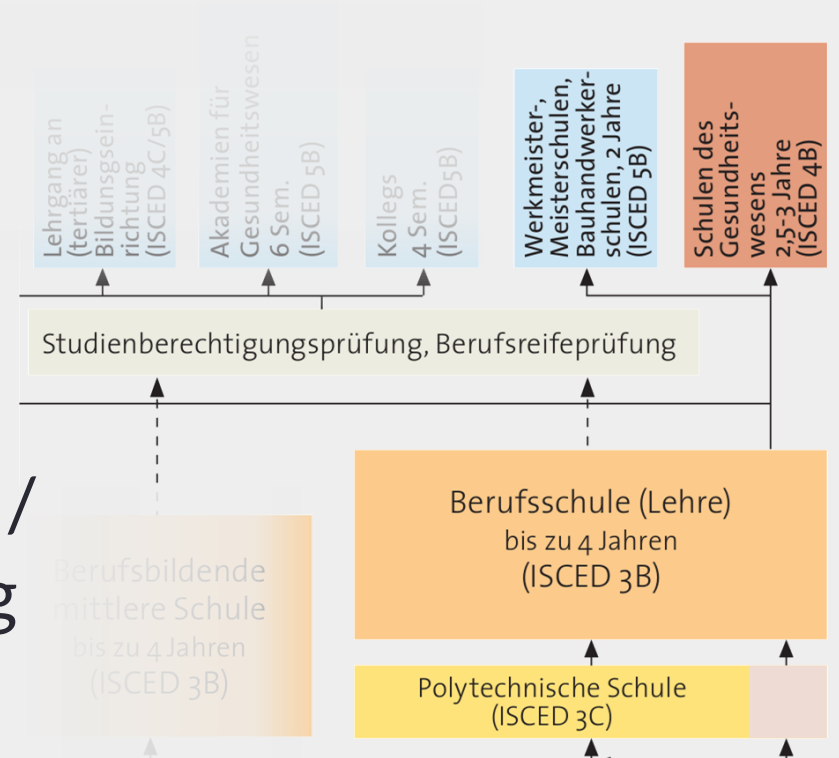 Lehrgang an
(tertiärer)
Bildungsgsein-
richtung
(ISCED 4C/5B)
Akademien für
Gesundheitswesen
6 Sem.
(ISCED 5B)
Kollegs
4 Sem.
(ISCED5B)
Werkmeister-,
Meisterschulen,
Bauhandwerker-
schulen, 2 Jahre
(ISCED 5B)
Schulen des
Gesundheits-
wesens
2,5-3 Jahre
(ISCED 4B)
Studienberechtigungsprüfung, Berufsreifeprüfung
/
g
Berufsbildende
mittlere Schule
bis zu 4 Jahren
(ISCED 3B)
Berufsschule (Lehre)
bis zu 4 Jahren
(ISCED 3B)
Polytechnische Schule
(ISCED 3C)